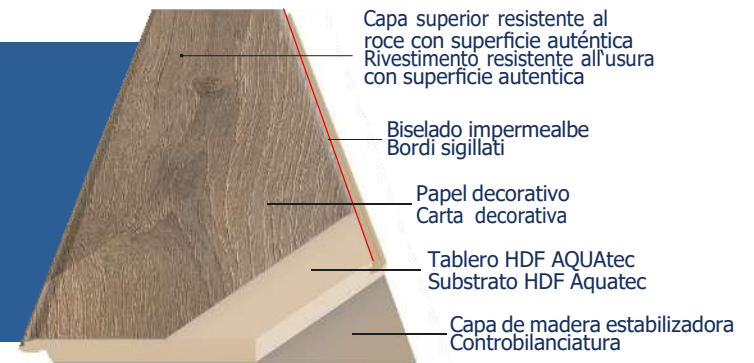 Capa superior resistente al
roce con superficie auténtica
Rivestimento resistente all'usura
con superficie autentica
Biselado impermealbe
Bordi sigillati
Papel decorativo
Carta decorativa
Tablero HDF AQUAtec
Substrato HDF Aquatec
Capa de madera estabilizadora
Controbilanciatura